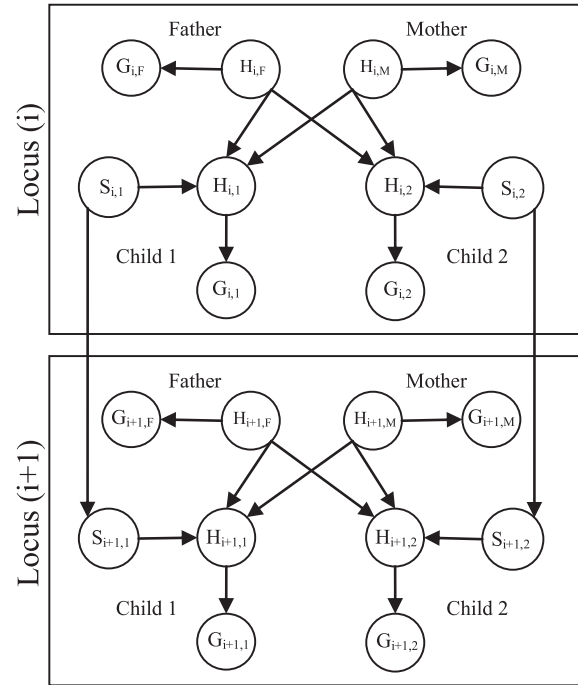 Father Mother
G_{i,F} H_{i,F} H_{i,M} G_{i,M}
Locus (i)
S_{i,1} H_{i,1} H_{i,2} S_{i,2}
Child 1 Child 2
G_{i,1} G_{i,2}
Father Mother
G_{i+1,F} H_{i+1,F} H_{i+1,M} G_{i+1,M}
Locus (i+1)
S_{i+1,1} H_{i+1,1} H_{i+1,2} S_{i+1,2}
Child 1 Child 2
G_{i+1,1} G_{i+1,2}